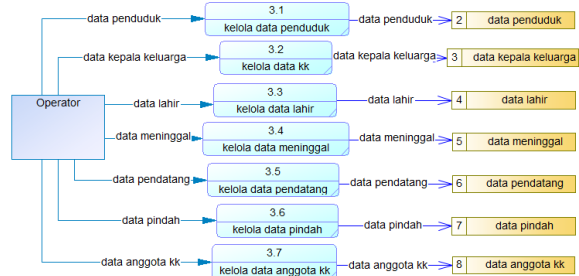 3.1
data penduduk
kelola data penduduk
data penduduk
2 data penduduk
3.2
data kepala keluarga
kelola data kk
data kepala keluarga
3 data kepala keluarga
Operator
3.3
data lahir
kelola data lahir
data lahir
4 data lahir
3.4
data meninggal
kelola data meninggal
data meninggal
5 data meninggal
3.5
data pendatang
kelola data pendatang
data pendatang
6 data pendatang
3.6
data pindah
kelola data pindah
data pindah
7 data pindah
3.7
data anggota kk
kelola data anggota kk
data anggota kk
8 data anggota kk